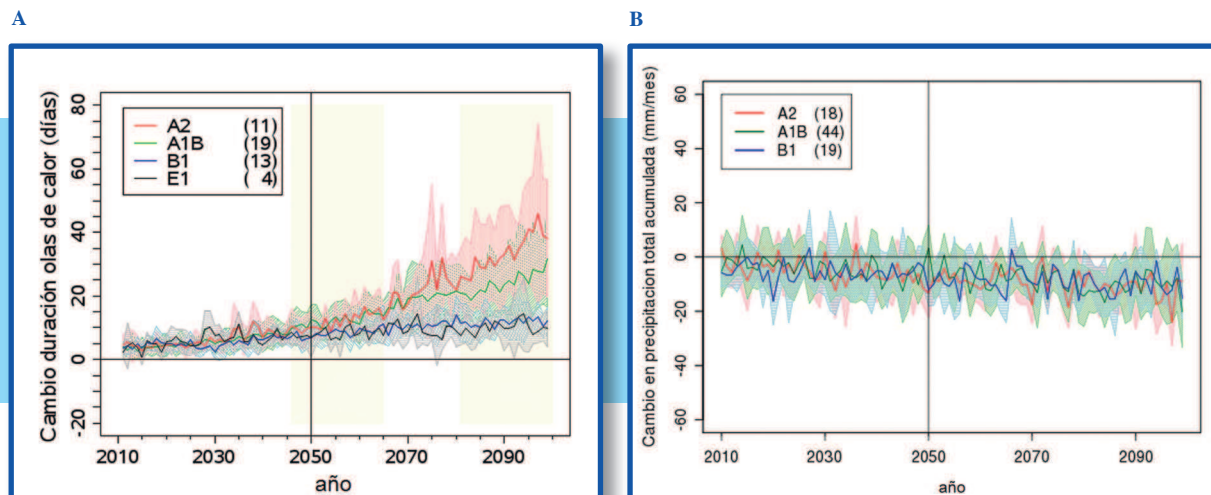 A
Cambio duración olas de calor (días)
80
60
40
20
0
-20
A2 (11)
A1B (19)
B1 (13)
E1 ( 4)
2010 2030 2050 2070 2090
año
B
Cambio en precipitacion total acumulada (mm/mes)
60
40
20
0
-20
-40
-60
A2 (18)
A1B (44)
B1 (19)
2010 2030 2050 2070 2090
año